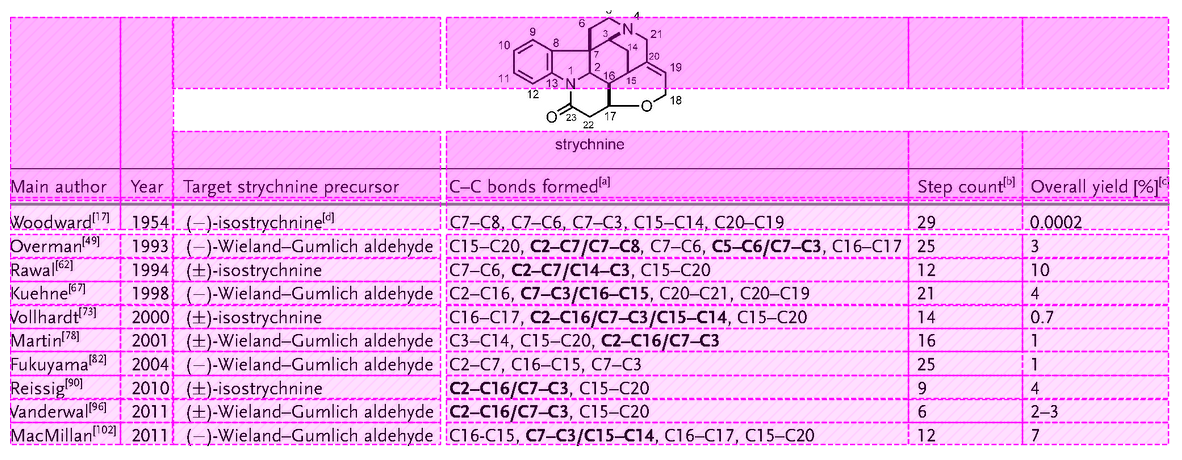 5 4
6 N
9 3 21
10 8 14 20
7
1 2 19
11 16 15
13 N
12 O 18
O 23 17
22
strychnine
Main author Year Target strychnine precursor C–C bonds formed[a] Step count[b] Overall yield [%][c]
Woodward[17] 1954 (−)-isostrychnine[d] C7–C8, C7–C6, C7–C3, C15–C14, C20–C19 29 0.0002
Overman[49] 1993 (−)-Wieland–Gumlich aldehyde C15–C20, C2–C7/C7–C8, C7–C6, C5–C6/C7–C3, C16–C17 25 3
Rawal[62] 1994 (±)-isostrychnine C7–C6, C2–C7/C14–C3, C15–C20 12 10
Kuehne[67] 1998 (−)-Wieland–Gumlich aldehyde C2–C16, C7–C3/C16–C15, C20–C21, C20–C19 21 4
Vollhardt[73] 2000 (±)-isostrychnine C16–C17, C2–C16/C7–C3/C15–C14, C15–C20 14 0.7
Martin[78] 2001 (±)-Wieland–Gumlich aldehyde C3–C14, C15–C20, C2–C16/C7–C3 16 1
Fukuyama[82] 2004 (−)-Wieland–Gumlich aldehyde C2–C7, C16–C15, C7–C3 25 1
Reissig[90] 2010 (±)-isostrychnine C2–C16/C7–C3, C15–C20 9 4
Vanderwal[96] 2011 (±)-Wieland–Gumlich aldehyde C2–C16/C7–C3, C15–C20 6 2–3
MacMillan[102] 2011 (−)-Wieland–Gumlich aldehyde C16-C15, C7–C3/C15–C14, C16–C17, C15–C20 12 7